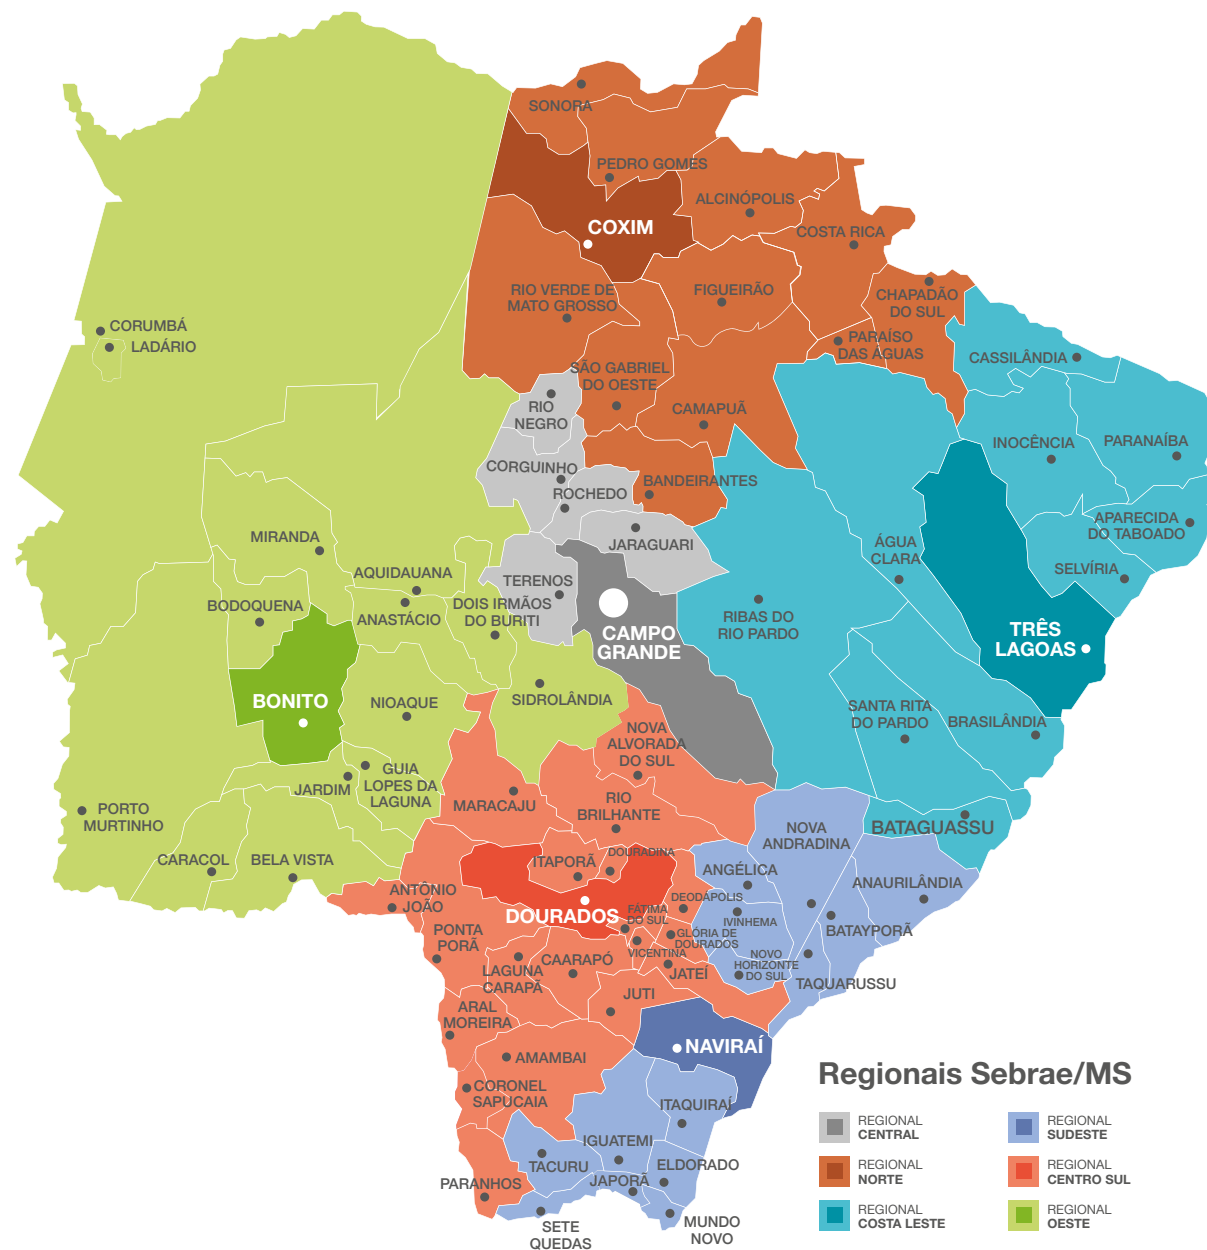 SONORA
PEDRO GOMES
ALCINÓPOLIS
COXIM
COSTA RICA
RIO VERDE DE
MATO GROSSO
FIGUEIRÃO
CHAPADÃO
DO SUL
CORUMBÁ
LADÁRIO
PARAÍSO
DAS ÁGUAS
CASSILÂNDIA
SÃO GABRIEL
DO OESTE
RIO
NEGRO
CAMAPUÃ
INOCÊNCIA
PARANAÍBA
CORGUINHO
ROCHEDO
BANDEIRANTES
APARECIDA
DO TABOADO
MIRANDA
JARAGUARI
ÁGUA
CLARA
SELVÍRIA
AQUIDAUANA
TERENOS
BODOQUENA
ANASTÁCIO
DOIS IRMÃOS
DO BURITI
RIBAS DO
RIO PARDO
CAMPO
GRANDE
TRÊS
LAGOAS
BONITO
NIOAQUE
SIDROLÂNDIA
SANTA RITA
DO PARDO
BRASILÂNDIA
NOVA
ALVORADA
DO SUL
GUIA
LOPES DA
LAGUNA
JARDIM
PORTO
MURTINHO
MARACAJU
RIO
BRILHANTE
NOVA
ANDRADINA
BATAGUASSU
CARACOL
BELA VISTA
ITAPORÃ
DOURADINA
ANGÉLICA
ANAURILÂNDIA
ANTÔNIO
JOÃO
DOURADOS
FÁTIMA
DO SUL
DEODÁPOLIS
IVINHEMA
BATAYPORÃ
PONTA
PORÃ
GLÓRIA DE
DOURADOS
VICENTINA
LAGUNA
CARAPÃ
CAARAPÓ
JATEÍ
NOVO
HORIZONTE
DO SUL
TAQUARUSSU
JUTI
ARAL
MOREIRA
NAVIRAÍ
AMAMBAI
CORONEL
SAPUCAIA
ITAQUIRAÍ
IGUATEMI
TACURU
ELDORADO
PARANHOS
JAPORÃ
SETE
QUEDAS
MUNDO
NOVO
Regionais Sebrae/MS
REGIONAL
CENTRAL
REGIONAL
SUDESTE
REGIONAL
NORTE
REGIONAL
CENTRO SUL
REGIONAL
COSTA LESTE
REGIONAL
OESTE